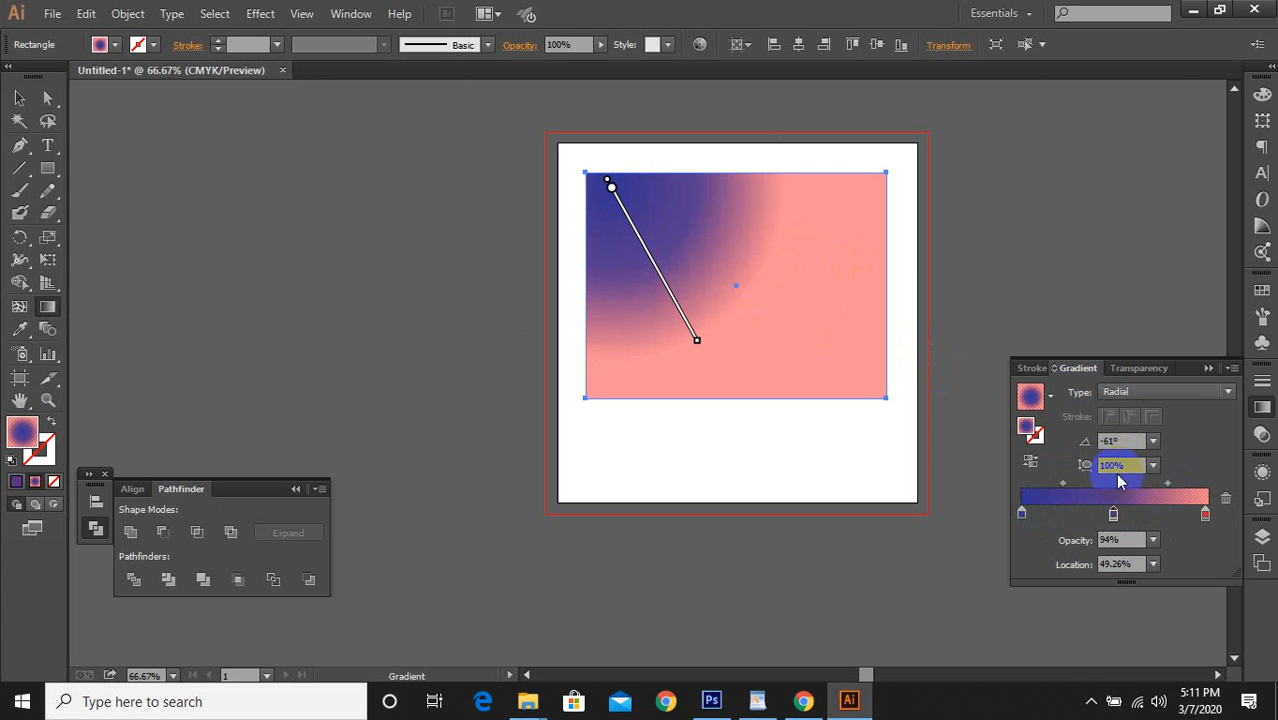 Ai File Edit Object Type Select Effect View Window Help Br Essentials
Rectangle Stroke: Basic Opacity: 100% Style: Transform
Untitled-1* @ 66.67% (CMYK/Preview)
Stroke Gradient Transparency
Type: Radial
Stroke:
-61°
100%
Opacity: 94%
Location: 49.26%
Align Pathfinder
Shape Modes:
Expand
Pathfinders:
66.67% 1 Gradient
Type here to search Ps Ai 5:11 PM
3/7/2020